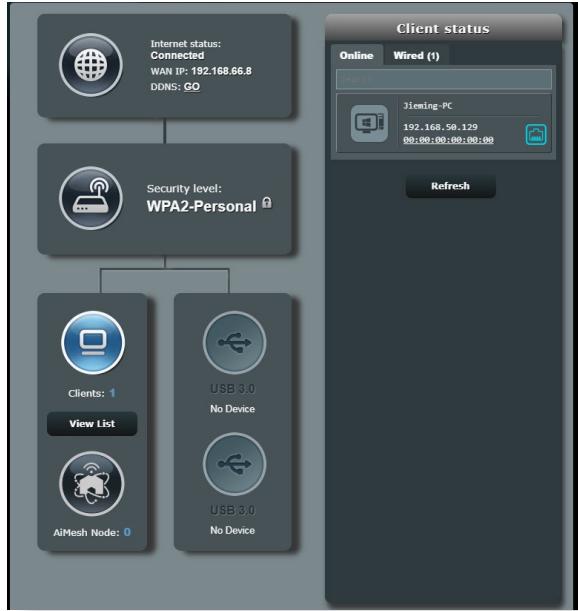 Internet status:
Connected
WAN IP: 192.168.66.8
DDNS: GO
Security level:
WPA2-Personal
Clients: 1
View List
AiMesh Node: 0
USB 3.0
No Device
USB 3.0
No Device
Client status
Online Wired (1)
Search
Jieming-PC
192.168.50.129
00:00:00:00:00:00
Refresh